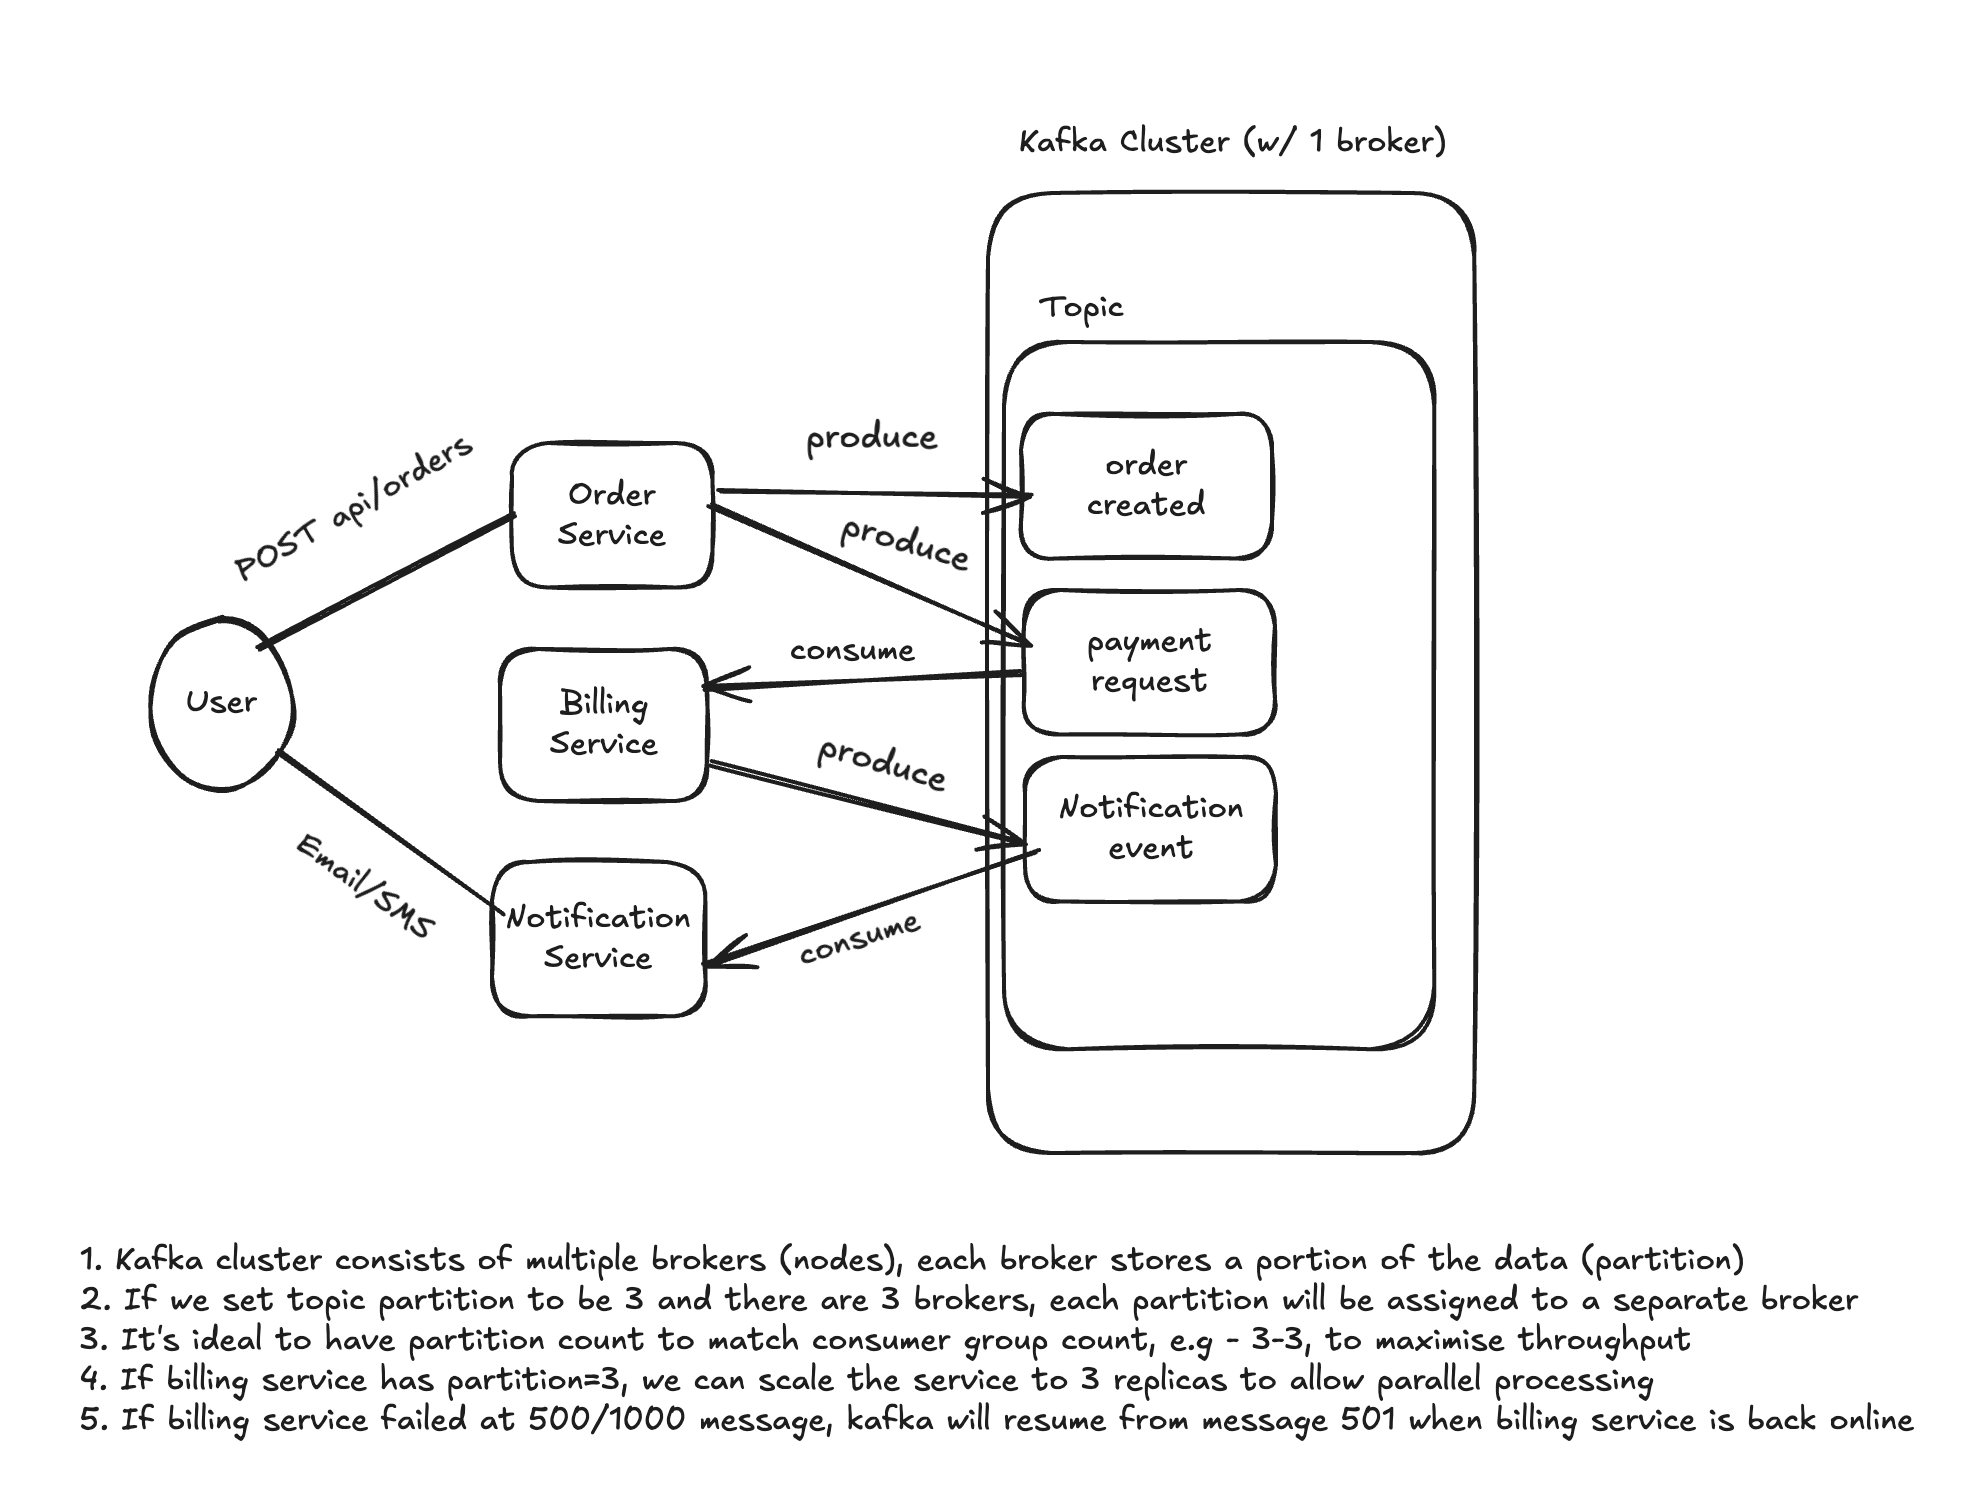 Kafka Cluster (w/ 1 broker)
Topic
POST api/orders
Order
Service
produce
order
created
produce
User
Billing
Service
consume
payment
request
produce
Notification
event
Email/SMS
Notification
Service
consume
1. Kafka cluster consists of multiple brokers (nodes), each broker stores a portion of the data (partition)
2. If we set topic partition to be 3 and there are 3 brokers, each partition will be assigned to a separate broker
3. It's ideal to have partition count to match consumer group count, e.g - 3-3, to maximise throughput
4. If billing service has partition=3, we can scale the service to 3 replicas to allow parallel processing
5. If billing service failed at 500/1000 message, kafka will resume from message 501 when billing service is back online